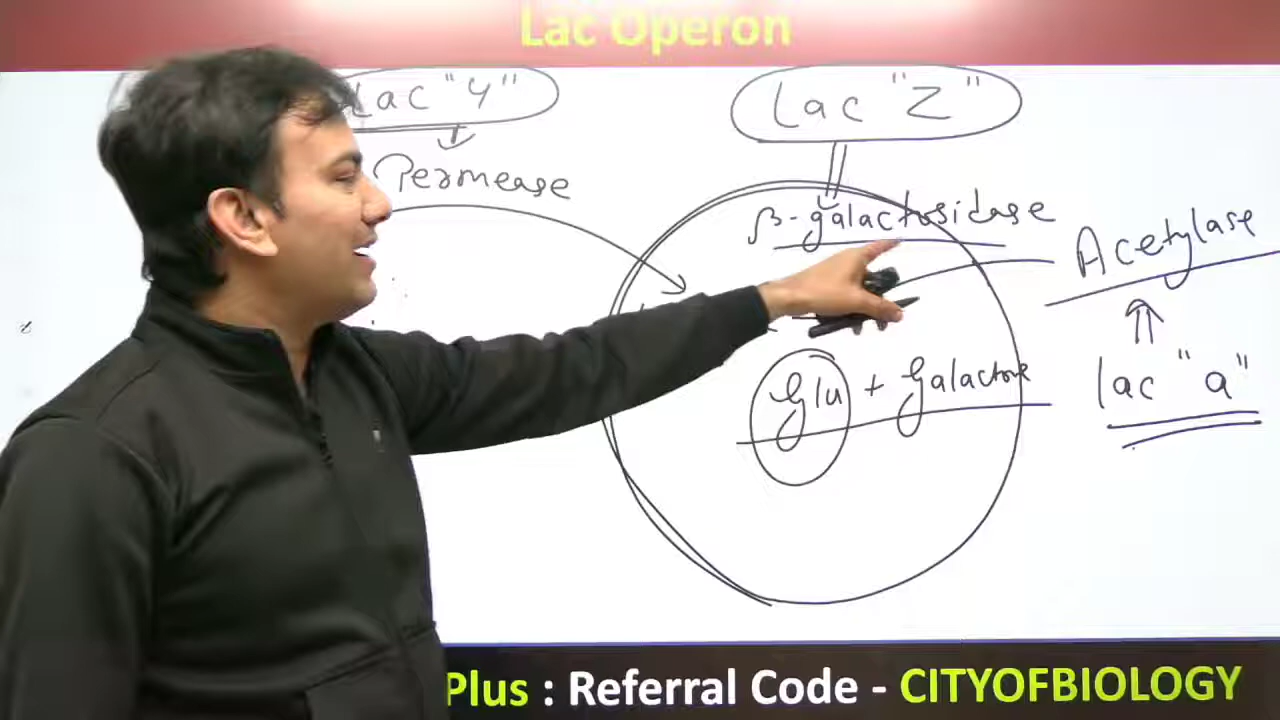 Lac Operon
Lac "Y"
Permease
Lac "Z"
β-galactosidase
Acetylase
Glu + Galactose
lac "a"
Plus : Referral Code - CITYOFBIOLOGY